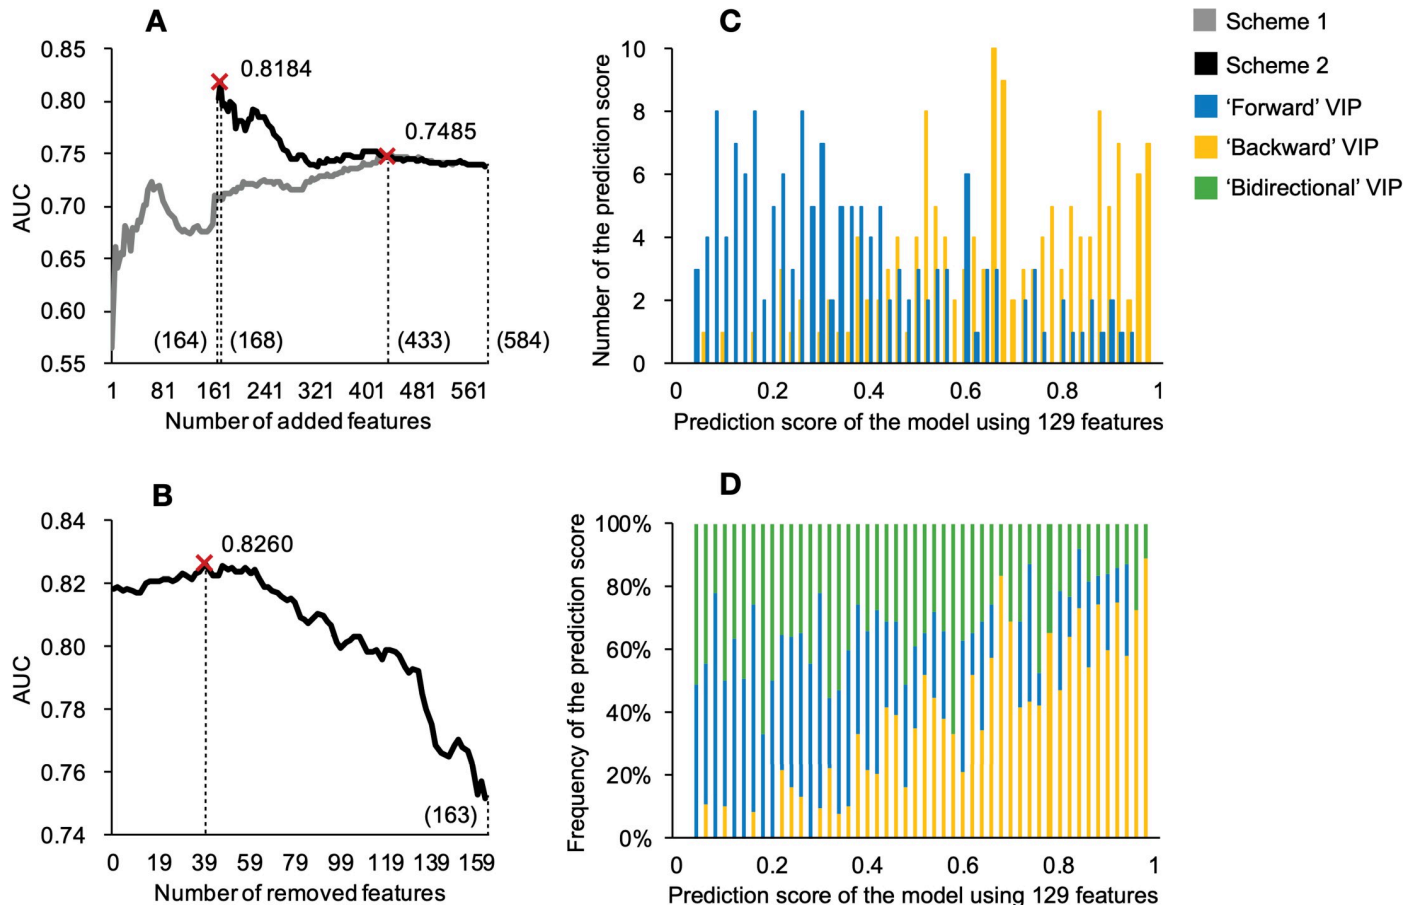 A
0.85
0.80
0.75
0.70
0.65
0.60
0.55
AUC
0.8184
0.7485
(164)
(168)
(433)
(584)
1 81 161 241 321 401 481 561
Number of added features
C
10
8
6
4
2
0
Number of the prediction score
0 0.2 0.4 0.6 0.8 1
Prediction score of the model using 129 features
Scheme 1
Scheme 2
‘Forward’ VIP
‘Backward’ VIP
‘Bidirectional’ VIP
B
0.84
0.82
0.80
0.78
0.76
0.74
AUC
0.8260
(163)
0 19 39 59 79 99 119 139 159
Number of removed features
D
100%
80%
60%
40%
20%
0%
Frequency of the prediction score
0 0.2 0.4 0.6 0.8 1
Prediction score of the model using 129 features